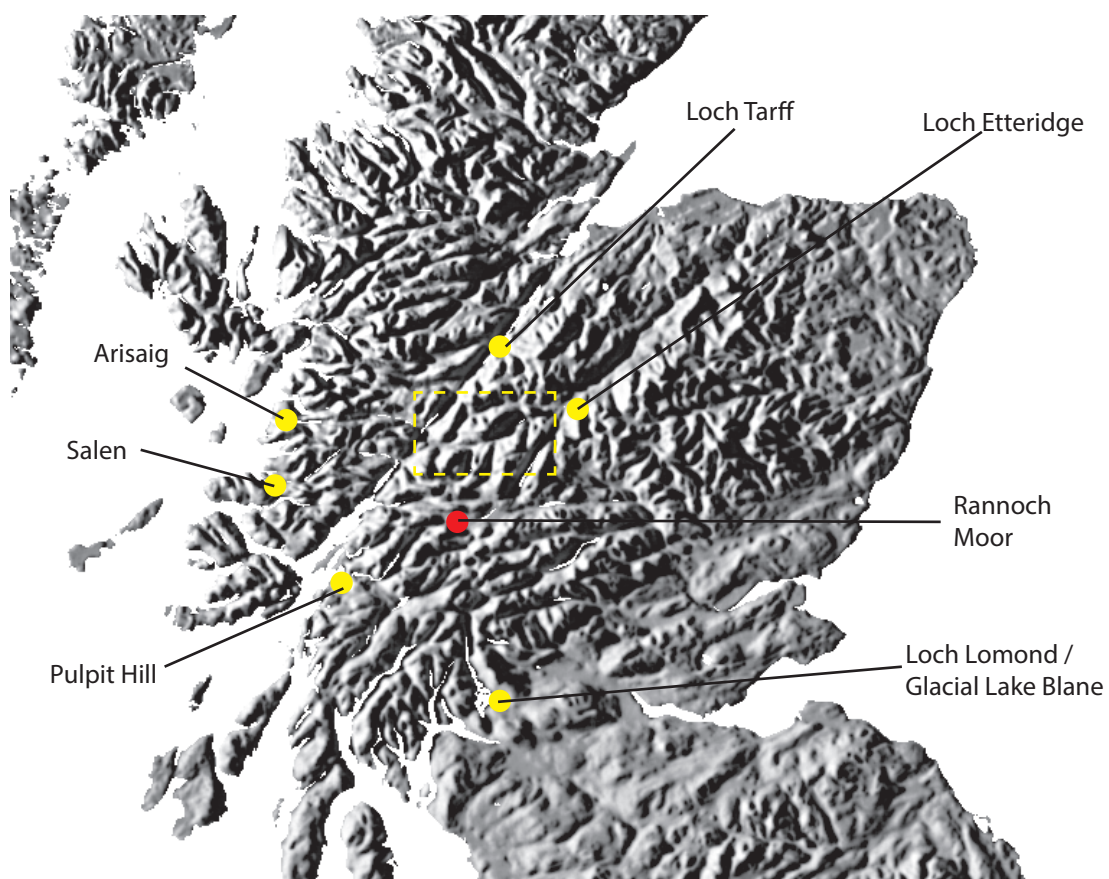 Loch Tarff
Loch Etteridge
Arisaig
Salen
Rannoch
Moor
Pulpit Hill
Loch Lomond /
Glacial Lake Blane